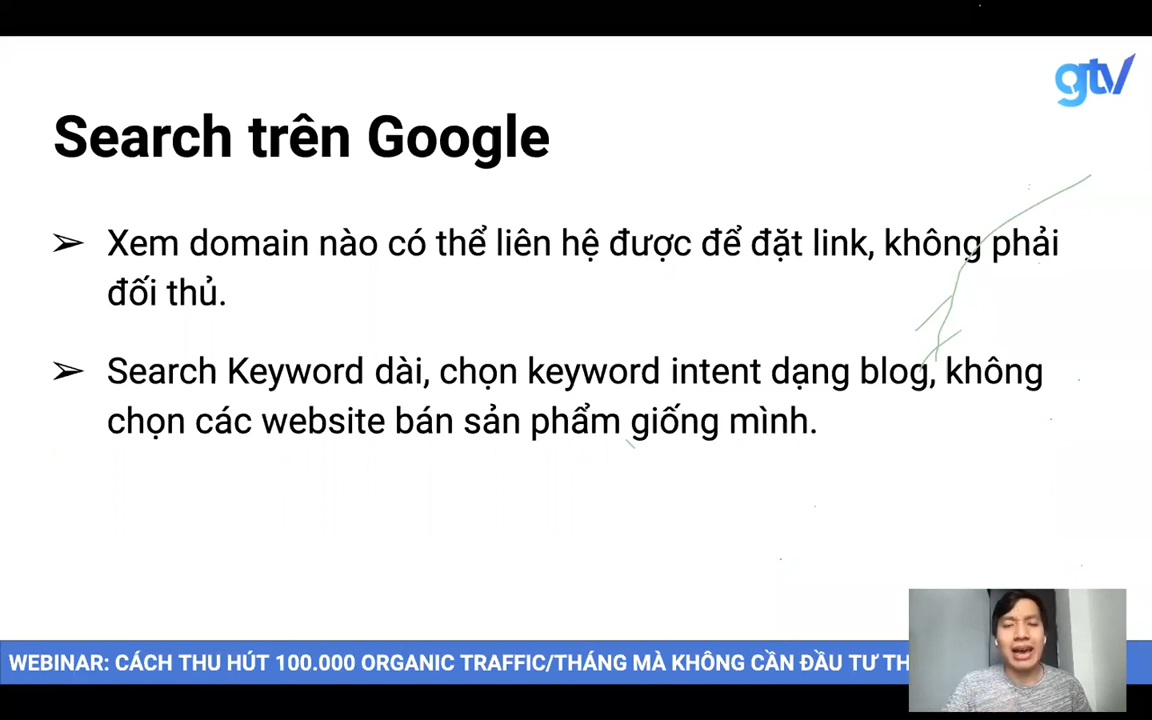 gtv
Search trên Google
➢ Xem domain nào có thể liên hệ được để đặt link, không phải
đối thủ.
➢ Search Keyword dài, chọn keyword intent dạng blog, không
chọn các website bán sản phẩm giống mình.
WEBINAR: CÁCH THU HÚT 100.000 ORGANIC TRAFFIC/THÁNG MÀ KHÔNG CẦN ĐẦU TƯ TH